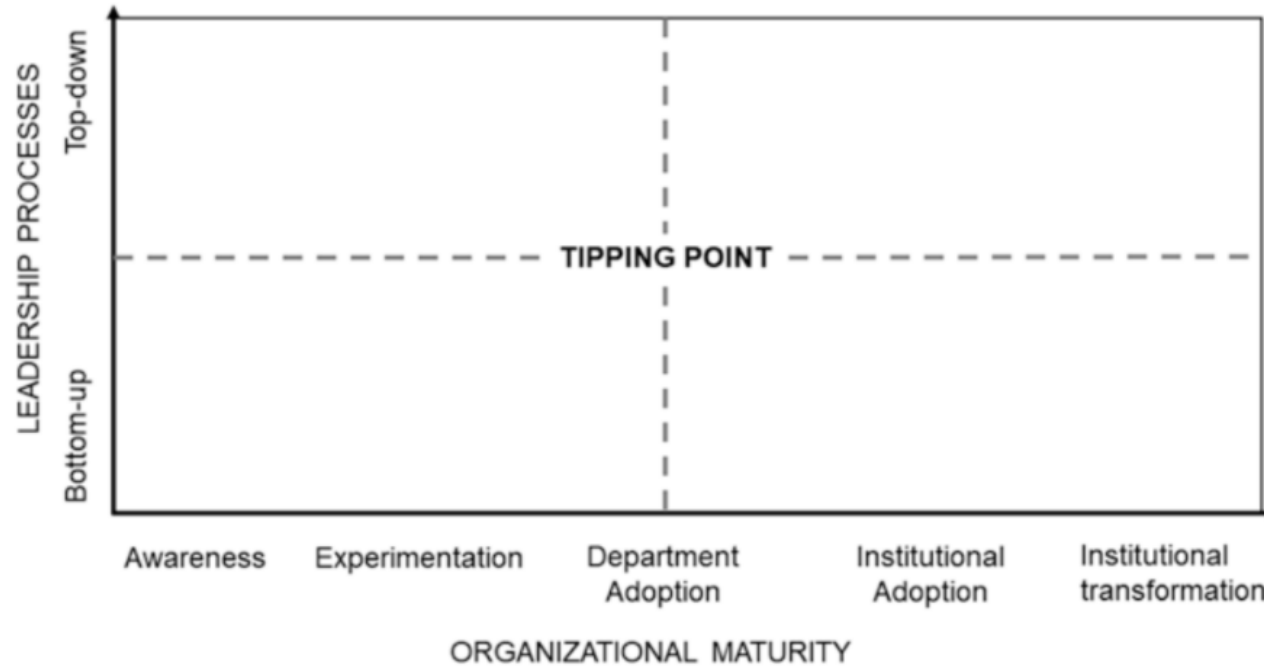 LEADERSHIP PROCESSES
Top-down
Bottom-up
TIPPING POINT
Awareness
Experimentation
Department
Adoption
Institutional
Adoption
Institutional
transformation
ORGANIZATIONAL MATURITY